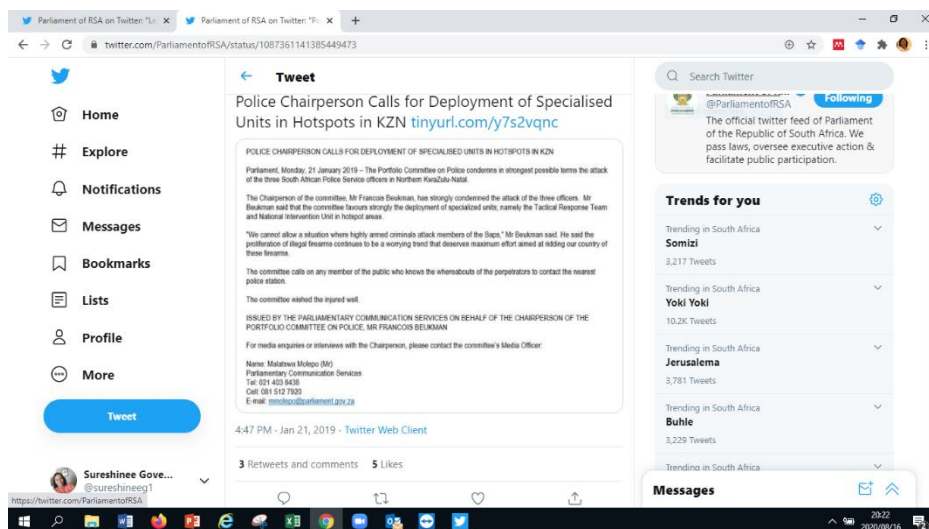 Parliament of RSA on Twitter: "Li
Parliament of RSA on Twitter: "Po
twitter.com/ParliamentofRSA/status/1087361141385449473
Home
Explore
Notifications
Messages
Bookmarks
Lists
Profile
More
Tweet
Sureshinee Gove...
@sureshineeg1
https://twitter.com/ParliamentofRSA
Tweet
Police Chairperson Calls for Deployment of Specialised
Units in Hotspots in KZN tinyurl.com/y7s2vqnc
POLICE CHAIRPERSON CALLS FOR DEPLOYMENT OF SPECIALISED UNITS IN HOTSPOTS IN KZN
Parliament, Monday, 21 January 2019 – The Portfolio Committee on Police condemns in strongest possible terms the attack
of the three South African Police Service officers in Northern KwaZulu-Natal.
The Chairperson of the committee, Mr Francois Beukman, has strongly condemned the attack of the three officers. Mr
Beukman said that the committee favours strongly the deployment of specialized units; namely the Tactical Response Team
and National Intervention Unit in hotspot areas.
"We cannot allow a situation where highly armed criminals attack members of the Saps," Mr Beukman said. He said the
proliferation of illegal firearms continues to be a worrying trend that deserves maximum effort aimed at ridding our country of
these firearms.
The committee calls on any member of the public who knows the whereabouts of the perpetrators to contact the nearest
police station.
The committee wished the injured well.
ISSUED BY THE PARLIAMENTARY COMMUNICATION SERVICES ON BEHALF OF THE CHAIRPERSON OF THE
PORTFOLIO COMMITTEE ON POLICE, MR FRANCOIS BEUKMAN
For media enquiries or interviews with the Chairperson, please contact the committee's Media Officer:
Name: Malatswa Molepo (Mr)
Parliamentary Communication Services
Tel: 021 403 8438
Cell: 081 512 7920
E-mail: mmolepo@parliament.gov.za
4:47 PM · Jan 21, 2019 · Twitter Web Client
3 Retweets and comments 5 Likes
Search Twitter
@ParliamentofRSA
Following
The official twitter feed of Parliament
of the Republic of South Africa. We
pass laws, oversee executive action &
facilitate public participation.
Trends for you
Trending in South Africa
Somizi
3,217 Tweets
Trending in South Africa
Yoki Yoki
10.2K Tweets
Trending in South Africa
Jerusalema
3,781 Tweets
Trending in South Africa
Buhle
3,229 Tweets
Trending in South Africa
Messages
20:22
2020/08/16